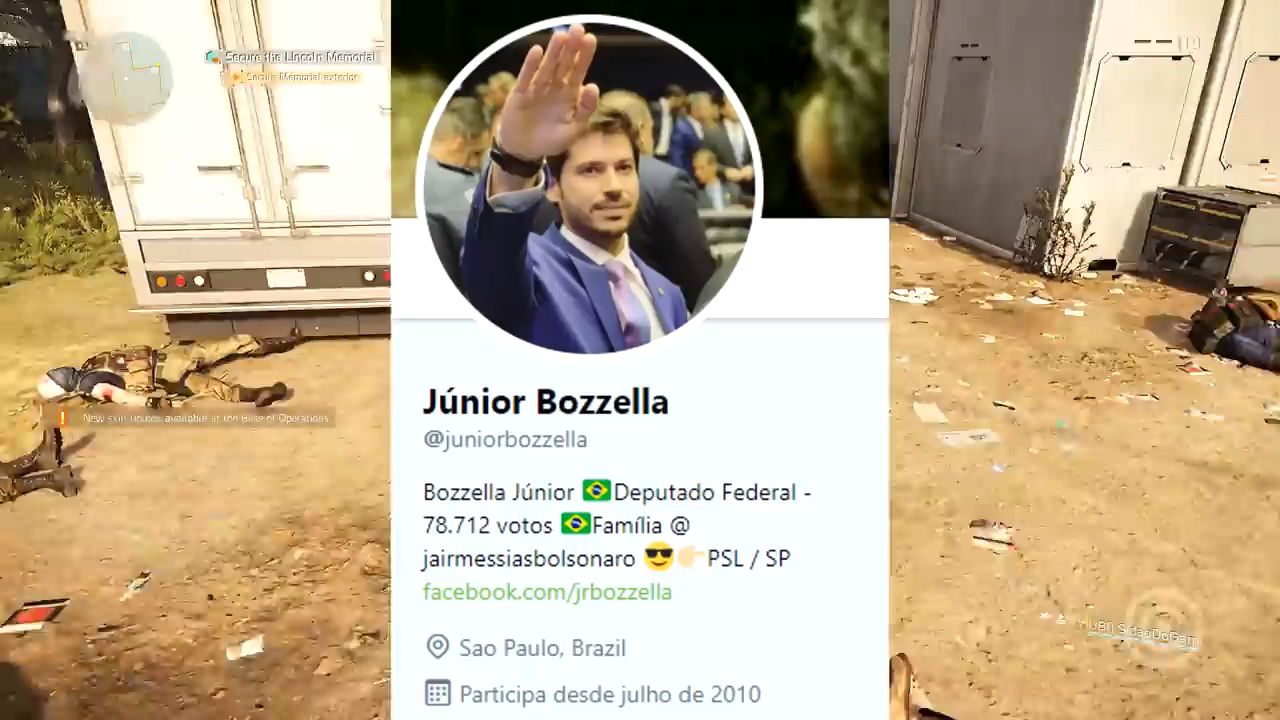 Secure the Lincoln Memorial
Secure Memorial exterior
New skill unlock available at the Base of Operations
Júnior Bozzella
@juniorbozzella
Bozzella Júnior 🇧🇷Deputado Federal -
78.712 votos 🇧🇷Família @
jairmessiasbolsonaro 😎👉PSL / SP
facebook.com/jrbozzella
Sao Paulo, Brazil
Participa desde julho de 2010